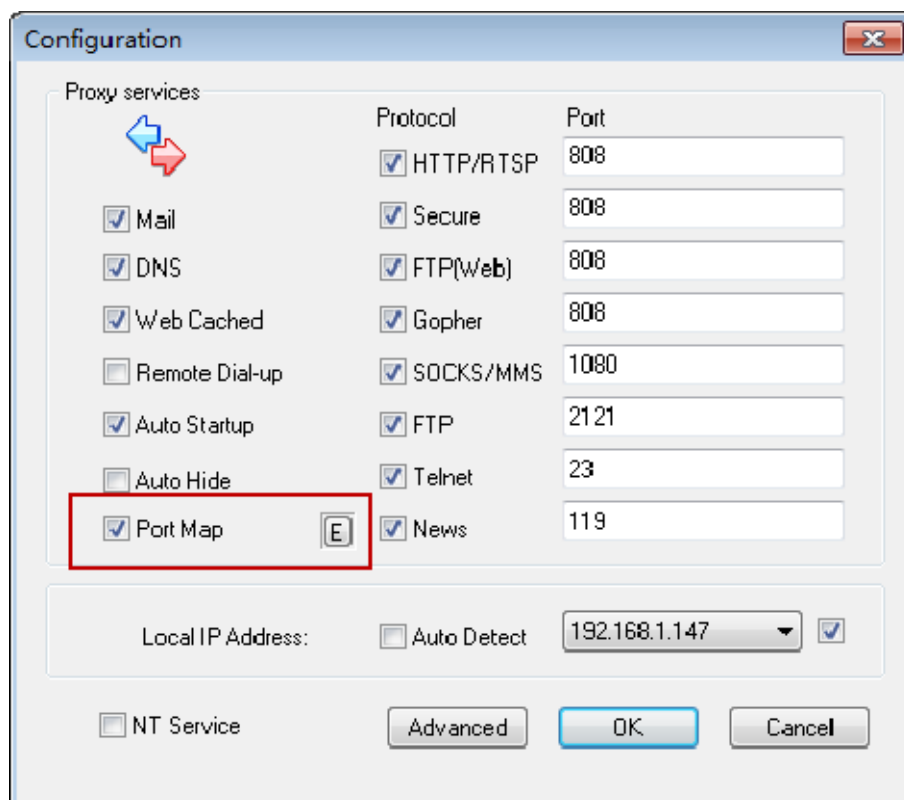 Configuration
Proxy services
Protocol Port
HTTP/RTSP 808
Mail Secure 808
DNS FTP(Web) 808
Web Cached Gopher 808
Remote Dial-up SOCKS/MMS 1080
Auto Startup FTP 2121
Auto Hide Telnet 23
Port Map E News 119
Local IP Address: Auto Detect 192.168.1.147
NT Service Advanced OK Cancel